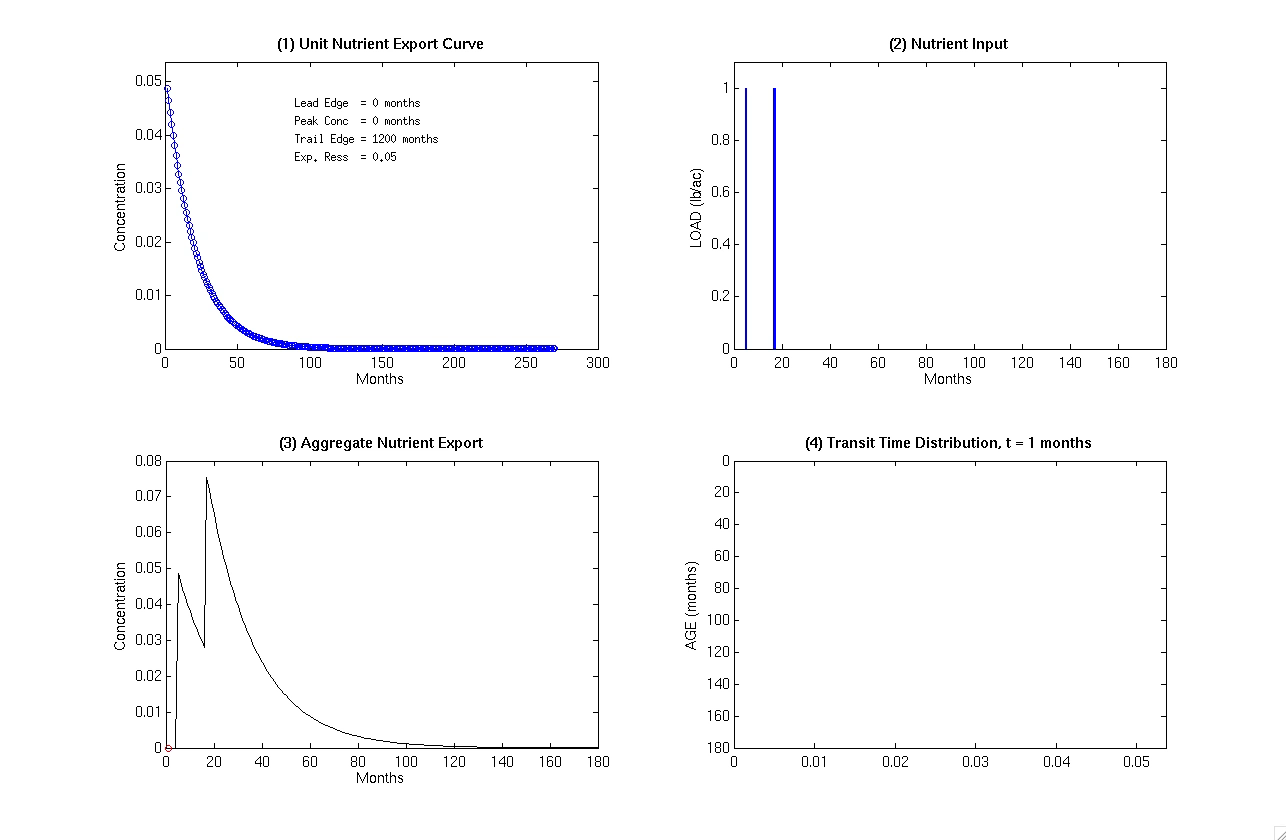 (1) Unit Nutrient Export Curve
0.05
0.04
0.03
0.02
0.01
0
Concentration
Lead Edge = 0 months
Peak Conc = 0 months
Trail Edge = 1200 months
Exp. Ress = 0.05
0 50 100 150 200 250 300
Months
(2) Nutrient Input
1
0.8
0.6
0.4
0.2
0
LOAD (lb/ac)
0 20 40 60 80 100 120 140 160 180
Months
(3) Aggregate Nutrient Export
0.08
0.07
0.06
0.05
0.04
0.03
0.02
0.01
0
Concentration
0 20 40 60 80 100 120 140 160 180
Months
(4) Transit Time Distribution, t = 1 months
0
20
40
60
80
100
120
140
160
180
AGE (months)
0 0.01 0.02 0.03 0.04 0.05